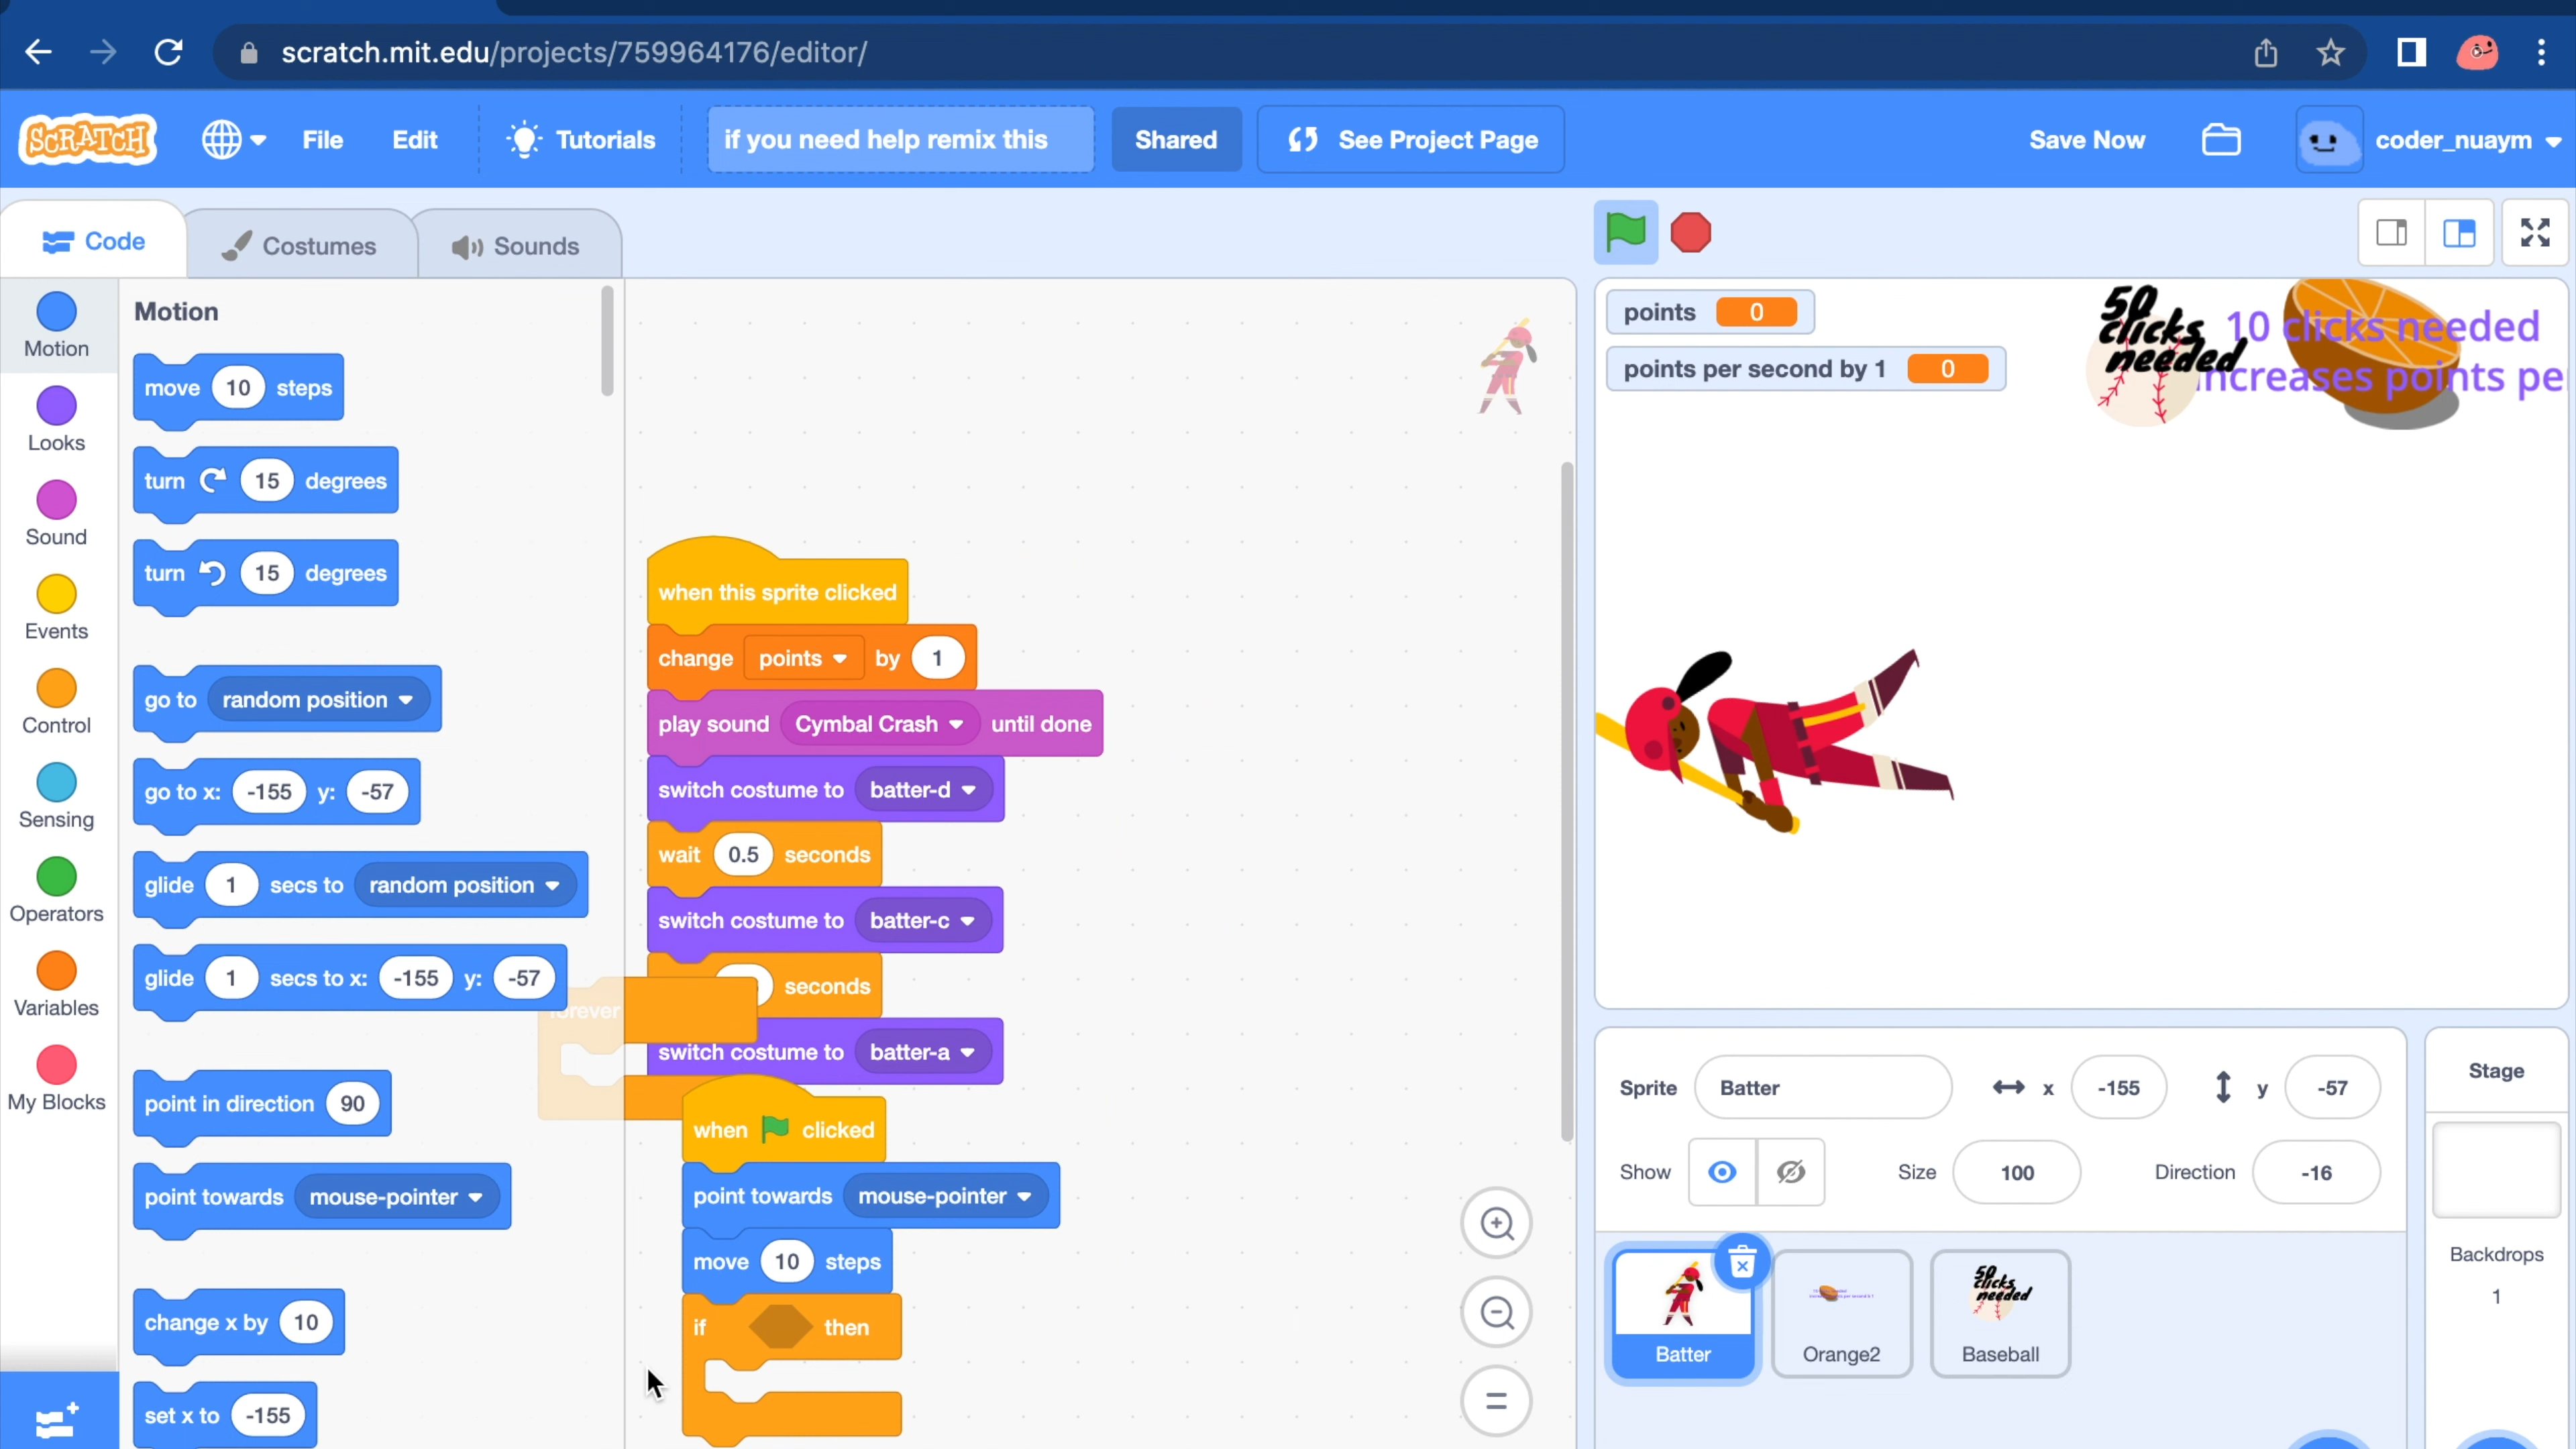 scratch.mit.edu/projects/759964176/editor/
SCRATCH File Edit Tutorials if you need help remix this Shared See Project Page Save Now coder_nuaym
Code Costumes Sounds
Motion
Looks
Sound
Events
Control
Sensing
Operators
Variables
My Blocks
Motion
move 10 steps
turn 15 degrees
turn 15 degrees
go to random position
go to x: -155 y: -57
glide 1 secs to random position
glide 1 secs to x: -155 y: -57
point in direction 90
point towards mouse-pointer
change x by 10
set x to -155
when this sprite clicked
change points by 1
play sound Cymbal Crash until done
switch costume to batter-d
wait 0.5 seconds
switch costume to batter-c
seconds
switch costume to batter-a
forever
when clicked
point towards mouse-pointer
move 10 steps
if then
points 0
points per second by 1 0
50
clicks
needed
10 clicks needed
increases points pe
Sprite Batter x -155 y -57
Show Size 100 Direction -16
50
clicks
needed
Batter Orange2 Baseball
Stage
Backdrops
1